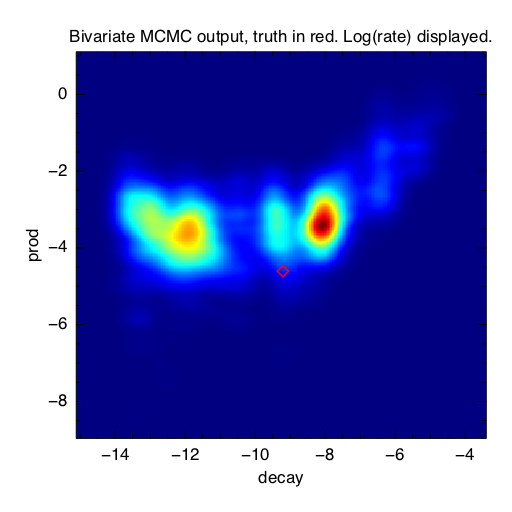 Bivariate MCMC output, truth in red. Log(rate) displayed.
0
−2
−4
−6
−8
prod
−14 −12 −10 −8 −6 −4
decay